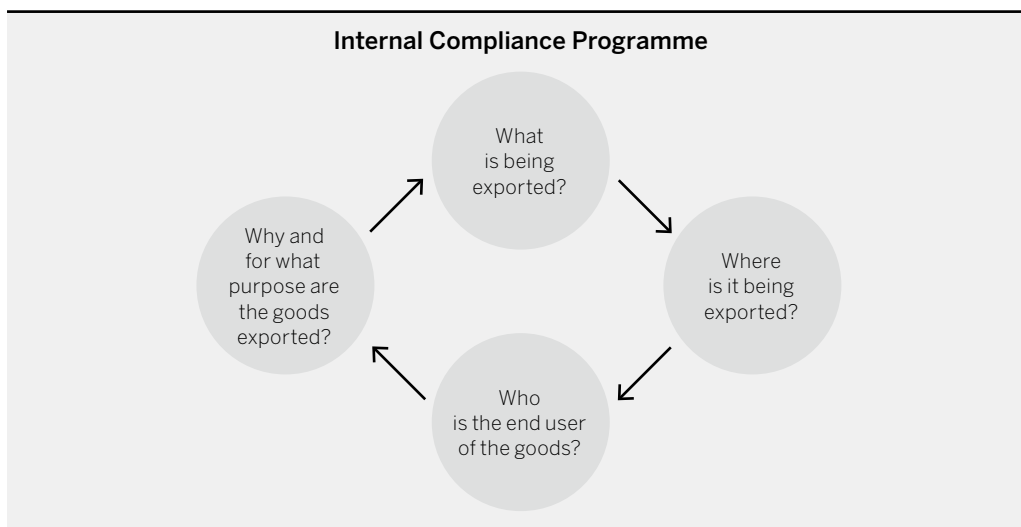 Internal Compliance Programme
What
is being
exported?
Why and
for what
purpose are
the goods
exported?
Where
is it being
exported?
Who
is the end user
of the goods?